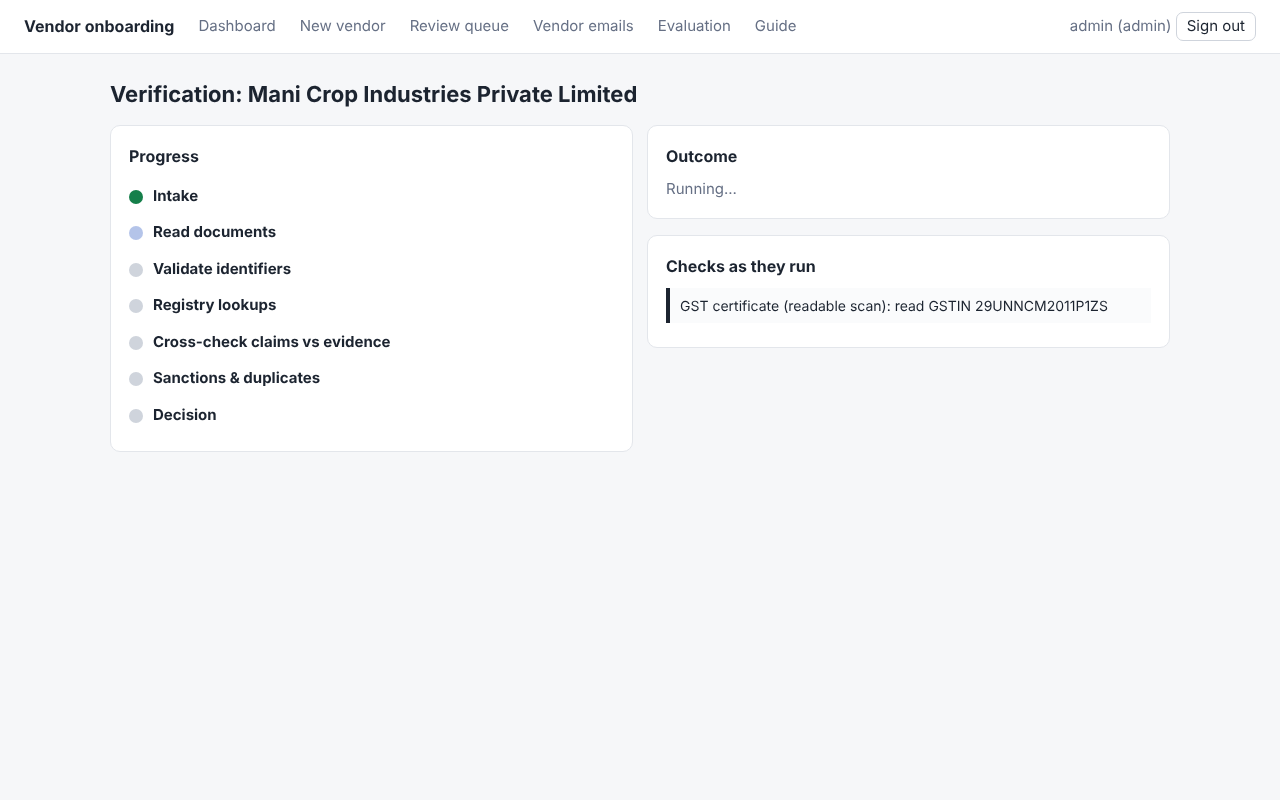 Vendor onboarding Dashboard New vendor Review queue Vendor emails Evaluation Guide admin (admin) Sign out
Verification: Mani Crop Industries Private Limited
Progress
Intake
Read documents
Validate identifiers
Registry lookups
Cross-check claims vs evidence
Sanctions & duplicates
Decision
Outcome
Running...
Checks as they run
GST certificate (readable scan): read GSTIN 29UNNCM2011P1ZS